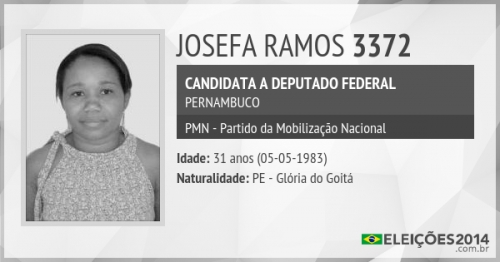 JOSEFA RAMOS 3372
CANDIDATA A DEPUTADO FEDERAL
PERNAMBUCO
PMN - Partido da Mobilização Nacional
Idade: 31 anos (05-05-1983)
Naturalidade: PE - Glória do Goitá
ELEIÇÕES2014
.com.br